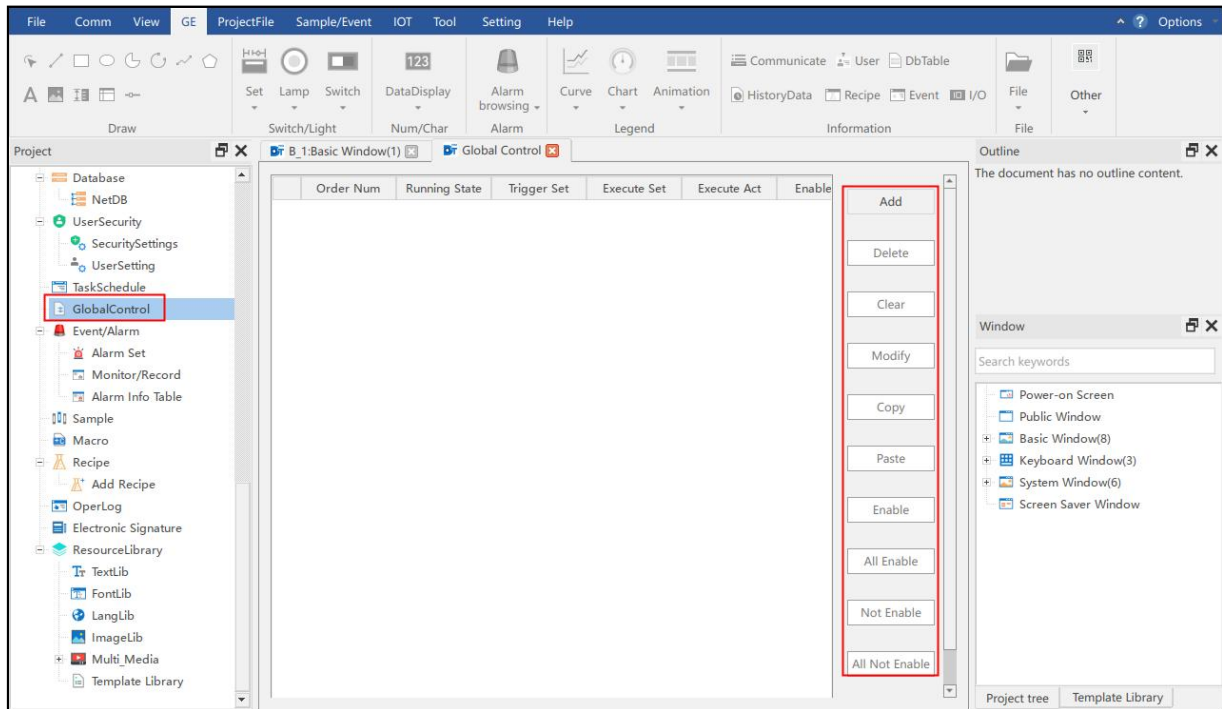 File Comm View GE ProjectFile Sample/Event IOT Tool Setting Help ? Options
Set Lamp Switch
Switch/Light
123
DataDisplay
Num/Char
Alarm browsing
Alarm
Curve Chart Animation
Legend
Communicate User DbTable
HistoryData Recipe Event I/O
Information
File
File
Other
A
Draw
Project
Database
NetDB
UserSecurity
SecuritySettings
UserSetting
TaskSchedule
GlobalControl
Event/Alarm
Alarm Set
Monitor/Record
Alarm Info Table
Sample
Macro
Recipe
Add Recipe
OperLog
Electronic Signature
ResourceLibrary
TextLib
FontLib
LangLib
ImageLib
Multi_Media
Template Library
B_1:Basic Window(1) Global Control
Order Num Running State Trigger Set Execute Set Execute Act Enable
Add
Delete
Clear
Modify
Copy
Paste
Enable
All Enable
Not Enable
All Not Enable
Outline
The document has no outline content.
Window
Search keywords
Power-on Screen
Public Window
Basic Window(8)
Keyboard Window(3)
System Window(6)
Screen Saver Window
Project tree Template Library